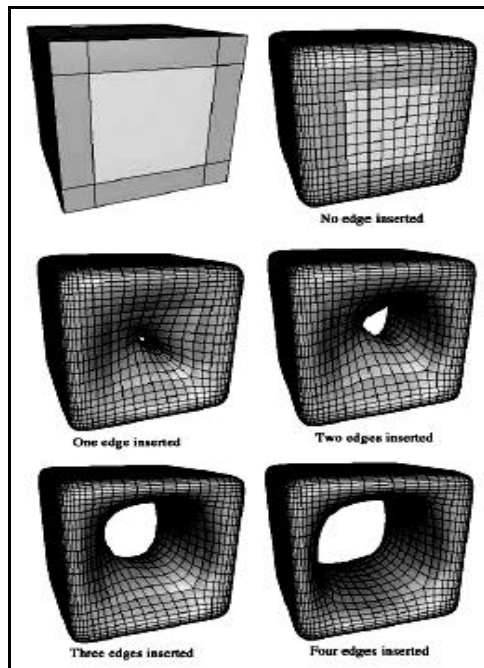 No edge inserted
One edge inserted
Two edges inserted
Three edges inserted
Four edges inserted